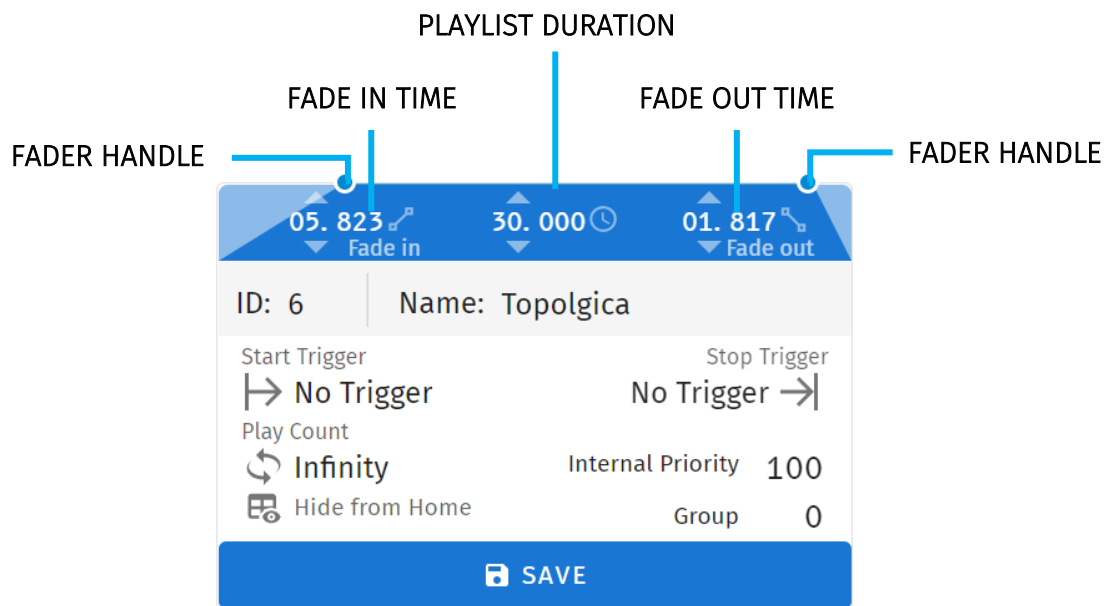 PLAYLIST DURATION
FADE IN TIME
FADE OUT TIME
FADER HANDLE
FADER HANDLE
05. 823
30. 000
01. 817
Fade in
Fade out
ID: 6
Name: Topolgica
Start Trigger
Stop Trigger
No Trigger
No Trigger
Play Count
Infinity
Internal Priority 100
Hide from Home
Group 0
SAVE